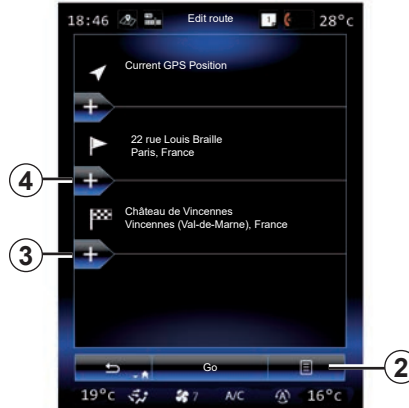 18:46 Edit route 1 28°c
Current GPS Position
+
22 rue Louis Braille
Paris, France
4 +
Château de Vincennes
Vincennes (Val-de-Marne), France
3 +
Go 2
19°c 7 A/C A 16°c